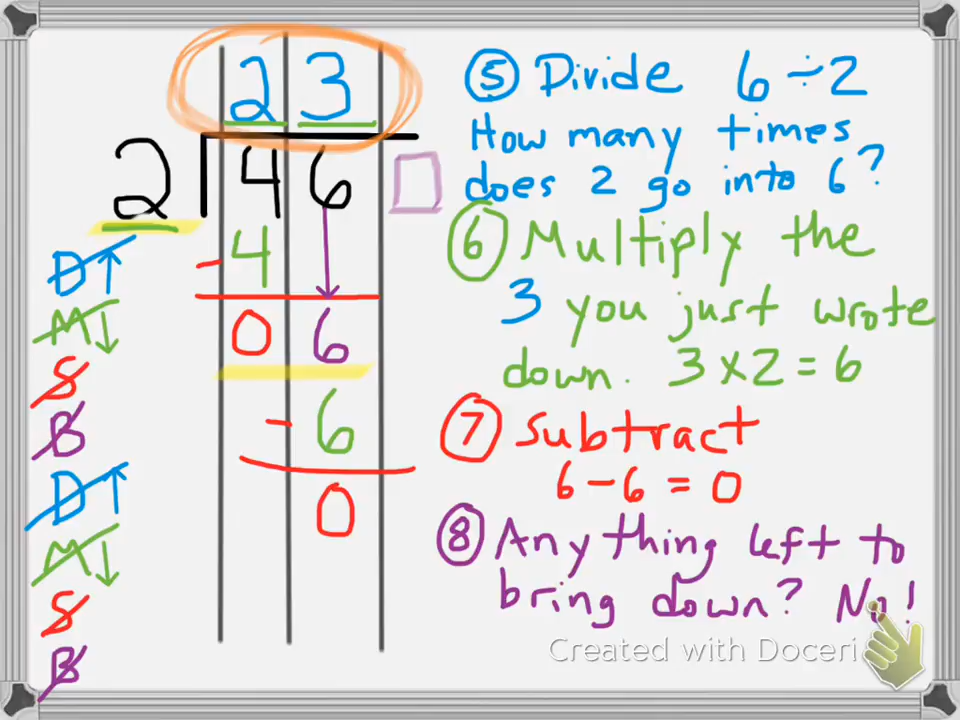 23
2 46
- 4
06
- 6
0
D↑
M↓
S
B
D↑
M↓
S
B
⑤ Divide 6÷2
How many times
does 2 go into 6?
⑥ Multiply the
3 you just wrote
down. 3×2=6
⑦ Subtract
6-6=0
⑧ Anything left to
bring down? No!
Created with Doceri